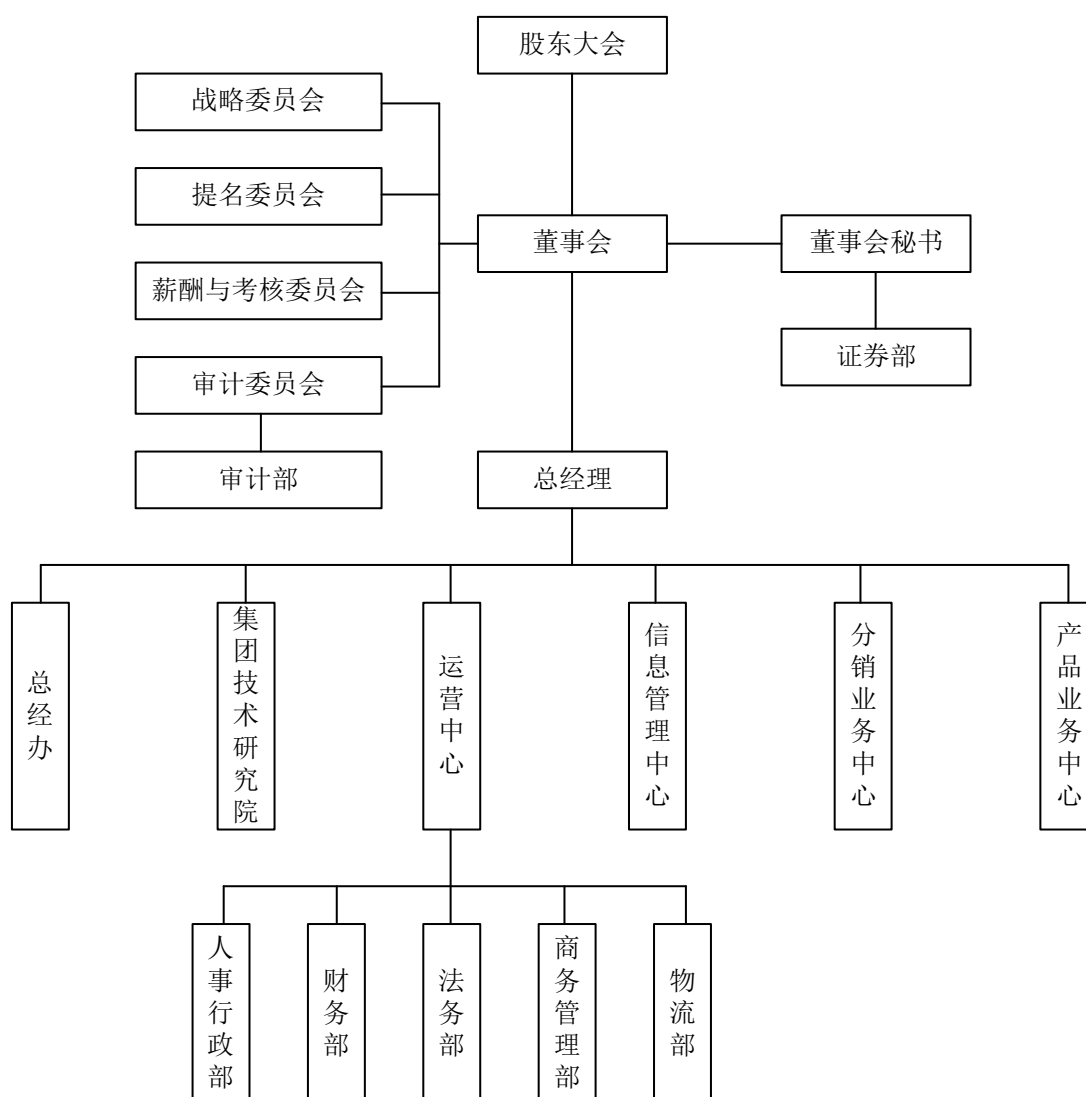 股东大会
战略委员会
提名委员会
董事会
董事会秘书
薪酬与考核委员会
证券部
审计委员会
审计部
总经理
总经办
集团技术研究院
运营中心
信息管理中心
分销业务中心
产品业务中心
人事行政部
财务部
法务部
商务管理部
物流部